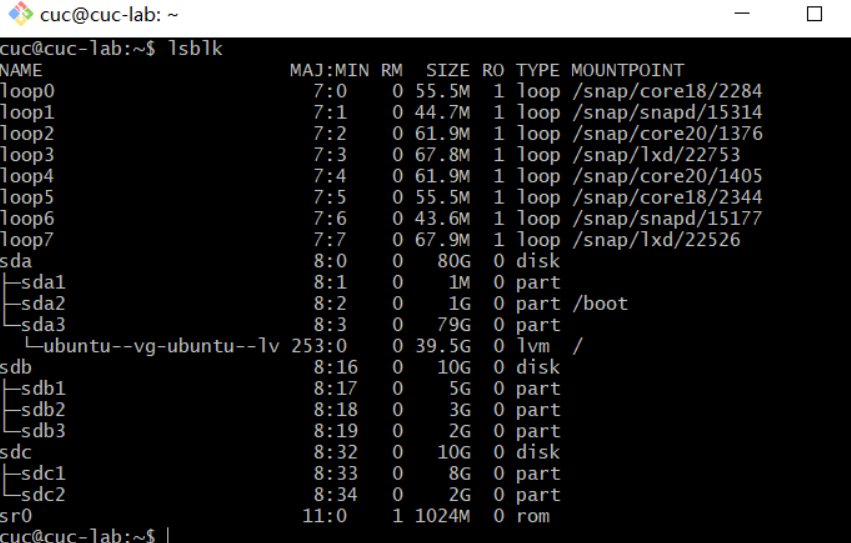 cuc@cuc-lab: ~
cuc@cuc-lab:~$ lsblk
NAME                      MAJ:MIN RM   SIZE RO TYPE MOUNTPOINT
loop0                       7:0    0  55.5M  1 loop /snap/core18/2284
loop1                       7:1    0  44.7M  1 loop /snap/snapd/15314
loop2                       7:2    0  61.9M  1 loop /snap/core20/1376
loop3                       7:3    0  67.8M  1 loop /snap/lxd/22753
loop4                       7:4    0  61.9M  1 loop /snap/core20/1405
loop5                       7:5    0  55.5M  1 loop /snap/core18/2344
loop6                       7:6    0  43.6M  1 loop /snap/snapd/15177
loop7                       7:7    0  67.9M  1 loop /snap/lxd/22526
sda                         8:0    0    80G  0 disk
├─sda1                      8:1    0     1M  0 part
├─sda2                      8:2    0     1G  0 part /boot
└─sda3                      8:3    0    79G  0 part
  └─ubuntu--vg-ubuntu--lv 253:0    0  39.5G  0 lvm  /
sdb                         8:16   0    10G  0 disk
├─sdb1                      8:17   0     5G  0 part
├─sdb2                      8:18   0     3G  0 part
└─sdb3                      8:19   0     2G  0 part
sdc                         8:32   0    10G  0 disk
├─sdc1                      8:33   0     8G  0 part
└─sdc2                      8:34   0     2G  0 part
sr0                        11:0    1  1024M  0 rom
cuc@cuc-lab:~$